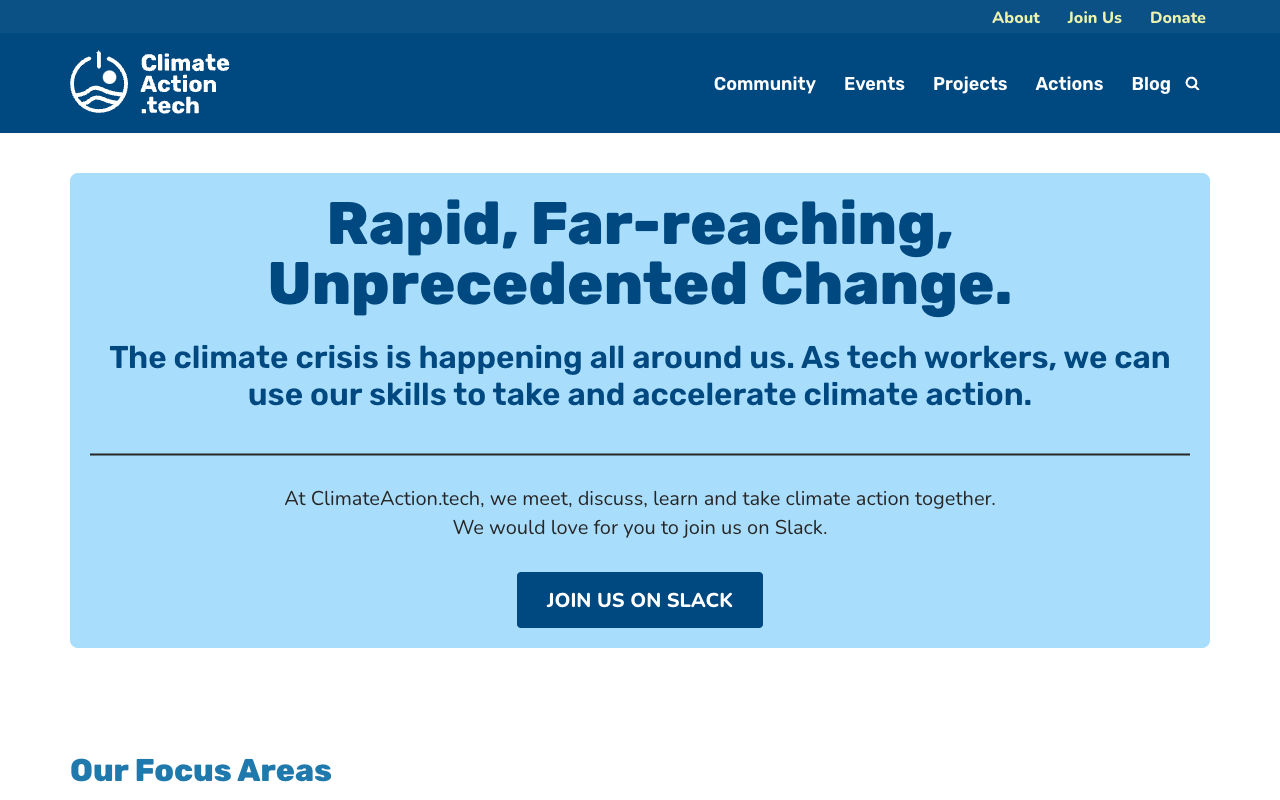 About Join Us Donate
Climate
Action
.tech
Community Events Projects Actions Blog
Rapid, Far-reaching,
Unprecedented Change.
The climate crisis is happening all around us. As tech workers, we can
use our skills to take and accelerate climate action.
At ClimateAction.tech, we meet, discuss, learn and take climate action together.
We would love for you to join us on Slack.
JOIN US ON SLACK
Our Focus Areas